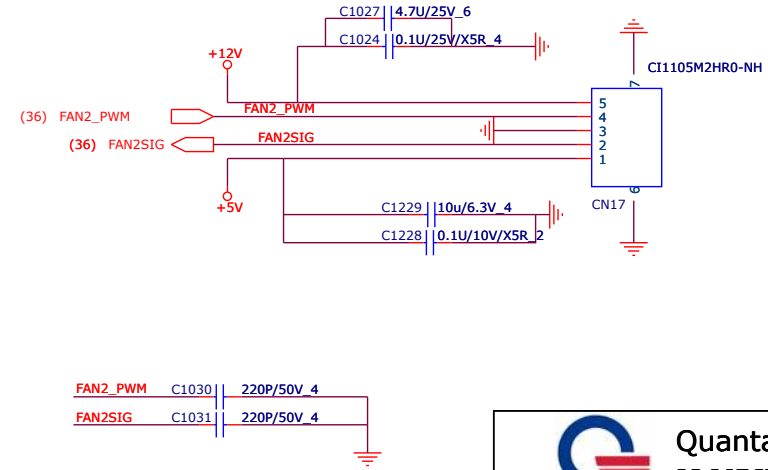 C1027 4.7U/25V_6
C1024 0.1U/25V/X5R_4
+12V
CI1105M2HR0-NH
7
FAN2_PWM
5
(36) FAN2_PWM
4
3
FAN2SIG
(36) FAN2SIG
2
1
6
+5V
CN17
C1229 10u/6.3V_4
C1228 0.1U/10V/X5R_2
FAN2_PWM C1030 220P/50V_4
FAN2SIG C1031 220P/50V_4
Quanta